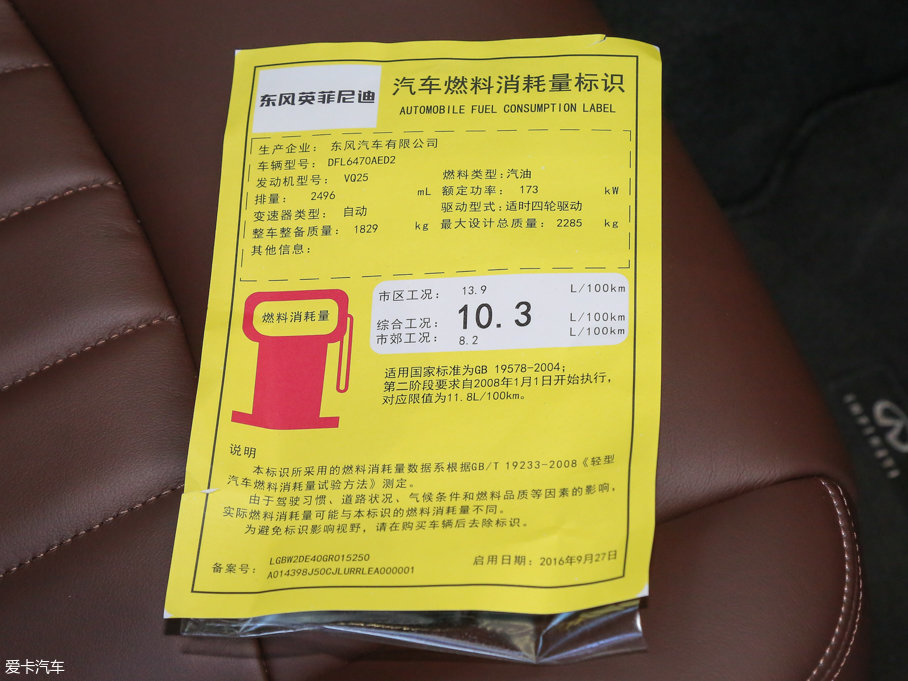 东风英菲尼迪
汽车燃料消耗量标识
AUTOMOBILE FUEL CONSUMPTION LABEL
生产企业： 东风汽车有限公司
车辆型号： DFL6470AED2
发动机型号： VQ25 燃料类型：汽油
排量： 2496 mL 额定功率： 173 kW
变速器类型： 自动 驱动型式：适时四轮驱动
整车整备质量： 1829 kg 最大设计总质量： 2285 kg
其他信息：
燃料消耗量
市区工况： 13.9 L/100km
综合工况： 10.3 L/100km
市郊工况： 8.2 L/100km
适用国家标准为GB 19578-2004；
第二阶段要求自2008年1月1日开始执行，
对应限值为11.8L/100km。
说明
本标识所采用的燃料消耗量数据系根据GB/T 19233-2008《轻型
汽车燃料消耗量试验方法》测定。
由于驾驶习惯、道路状况、气候条件和燃料品质等因素的影响，
实际燃料消耗量可能与本标识的燃料消耗量不同。
为避免标识影响视野，请在购买车辆后去除标识。
备案号： LGBW2DE40GR015250
A014398J50CJLURRLEA000001
启用日期：2016年9月27日
INFINITI
爱卡汽车